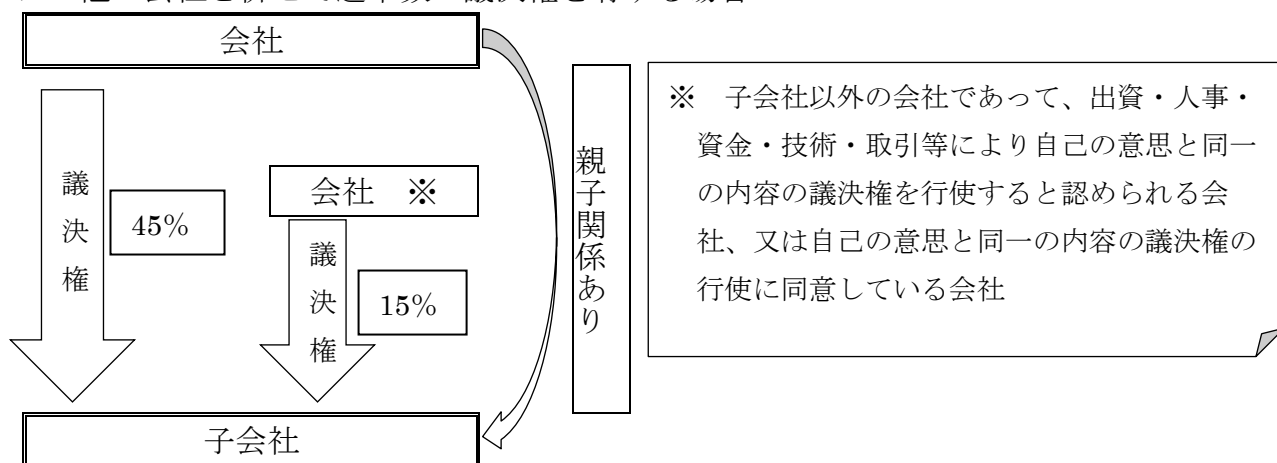 会社
議決権
45%
会社　※
議決権
15%
子会社
親子関係あり
※　子会社以外の会社であって、出資・人事・
資金・技術・取引等により自己の意思と同一
の内容の議決権を行使すると認められる会
社、又は自己の意思と同一の内容の議決権の
行使に同意している会社